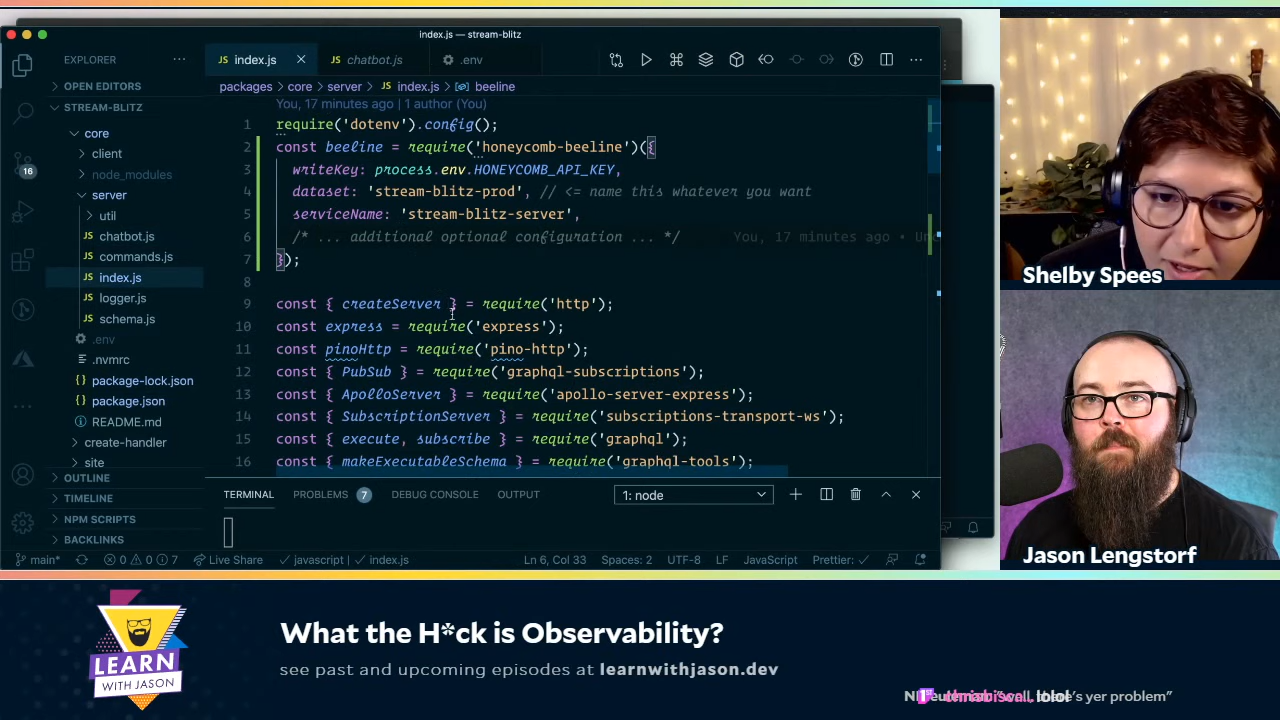 index.js — stream-blitz
EXPLORER
index.js
chatbot.js
.env
OPEN EDITORS
packages > core > server > index.js > beeline
STREAM-BLITZ
You, 17 minutes ago | 1 author (You)
core
client
node_modules
server
util
chatbot.js
commands.js
index.js
logger.js
schema.js
.env
.nvmrc
package-lock.json
package.json
README.md
create-handler
site
OUTLINE
TIMELINE
NPM SCRIPTS
BACKLINKS
16
1 require('dotenv').config();
2 const beeline = require('honeycomb-beeline')({
3 writeKey: process.env.HONEYCOMB_API_KEY,
4 dataset: 'stream-blitz-prod', // <= name this whatever you want
5 serviceName: 'stream-blitz-server',
6 /* ... additional optional configuration ... */ You, 17 minutes ago • Unc
7 });
8
9 const { createServer } = require('http');
10 const express = require('express');
11 const pinoHttp = require('pino-http');
12 const { PubSub } = require('graphql-subscriptions');
13 const { ApolloServer } = require('apollo-server-express');
14 const { SubscriptionServer } = require('subscriptions-transport-ws');
15 const { execute, subscribe } = require('graphql');
16 const { makeExecutableSchema } = require('graphql-tools');
TERMINAL PROBLEMS 7 DEBUG CONSOLE OUTPUT 1: node
main* 0 0 7 Live Share javascript | index.js Ln 6, Col 33 Spaces: 2 UTF-8 LF JavaScript Prettier:
Shelby Spees
Jason Lengstorf
LEARN
WITH JASON
What the H*ck is Observability?
see past and upcoming episodes at learnwithjason.dev
lolol
there's yer problem”